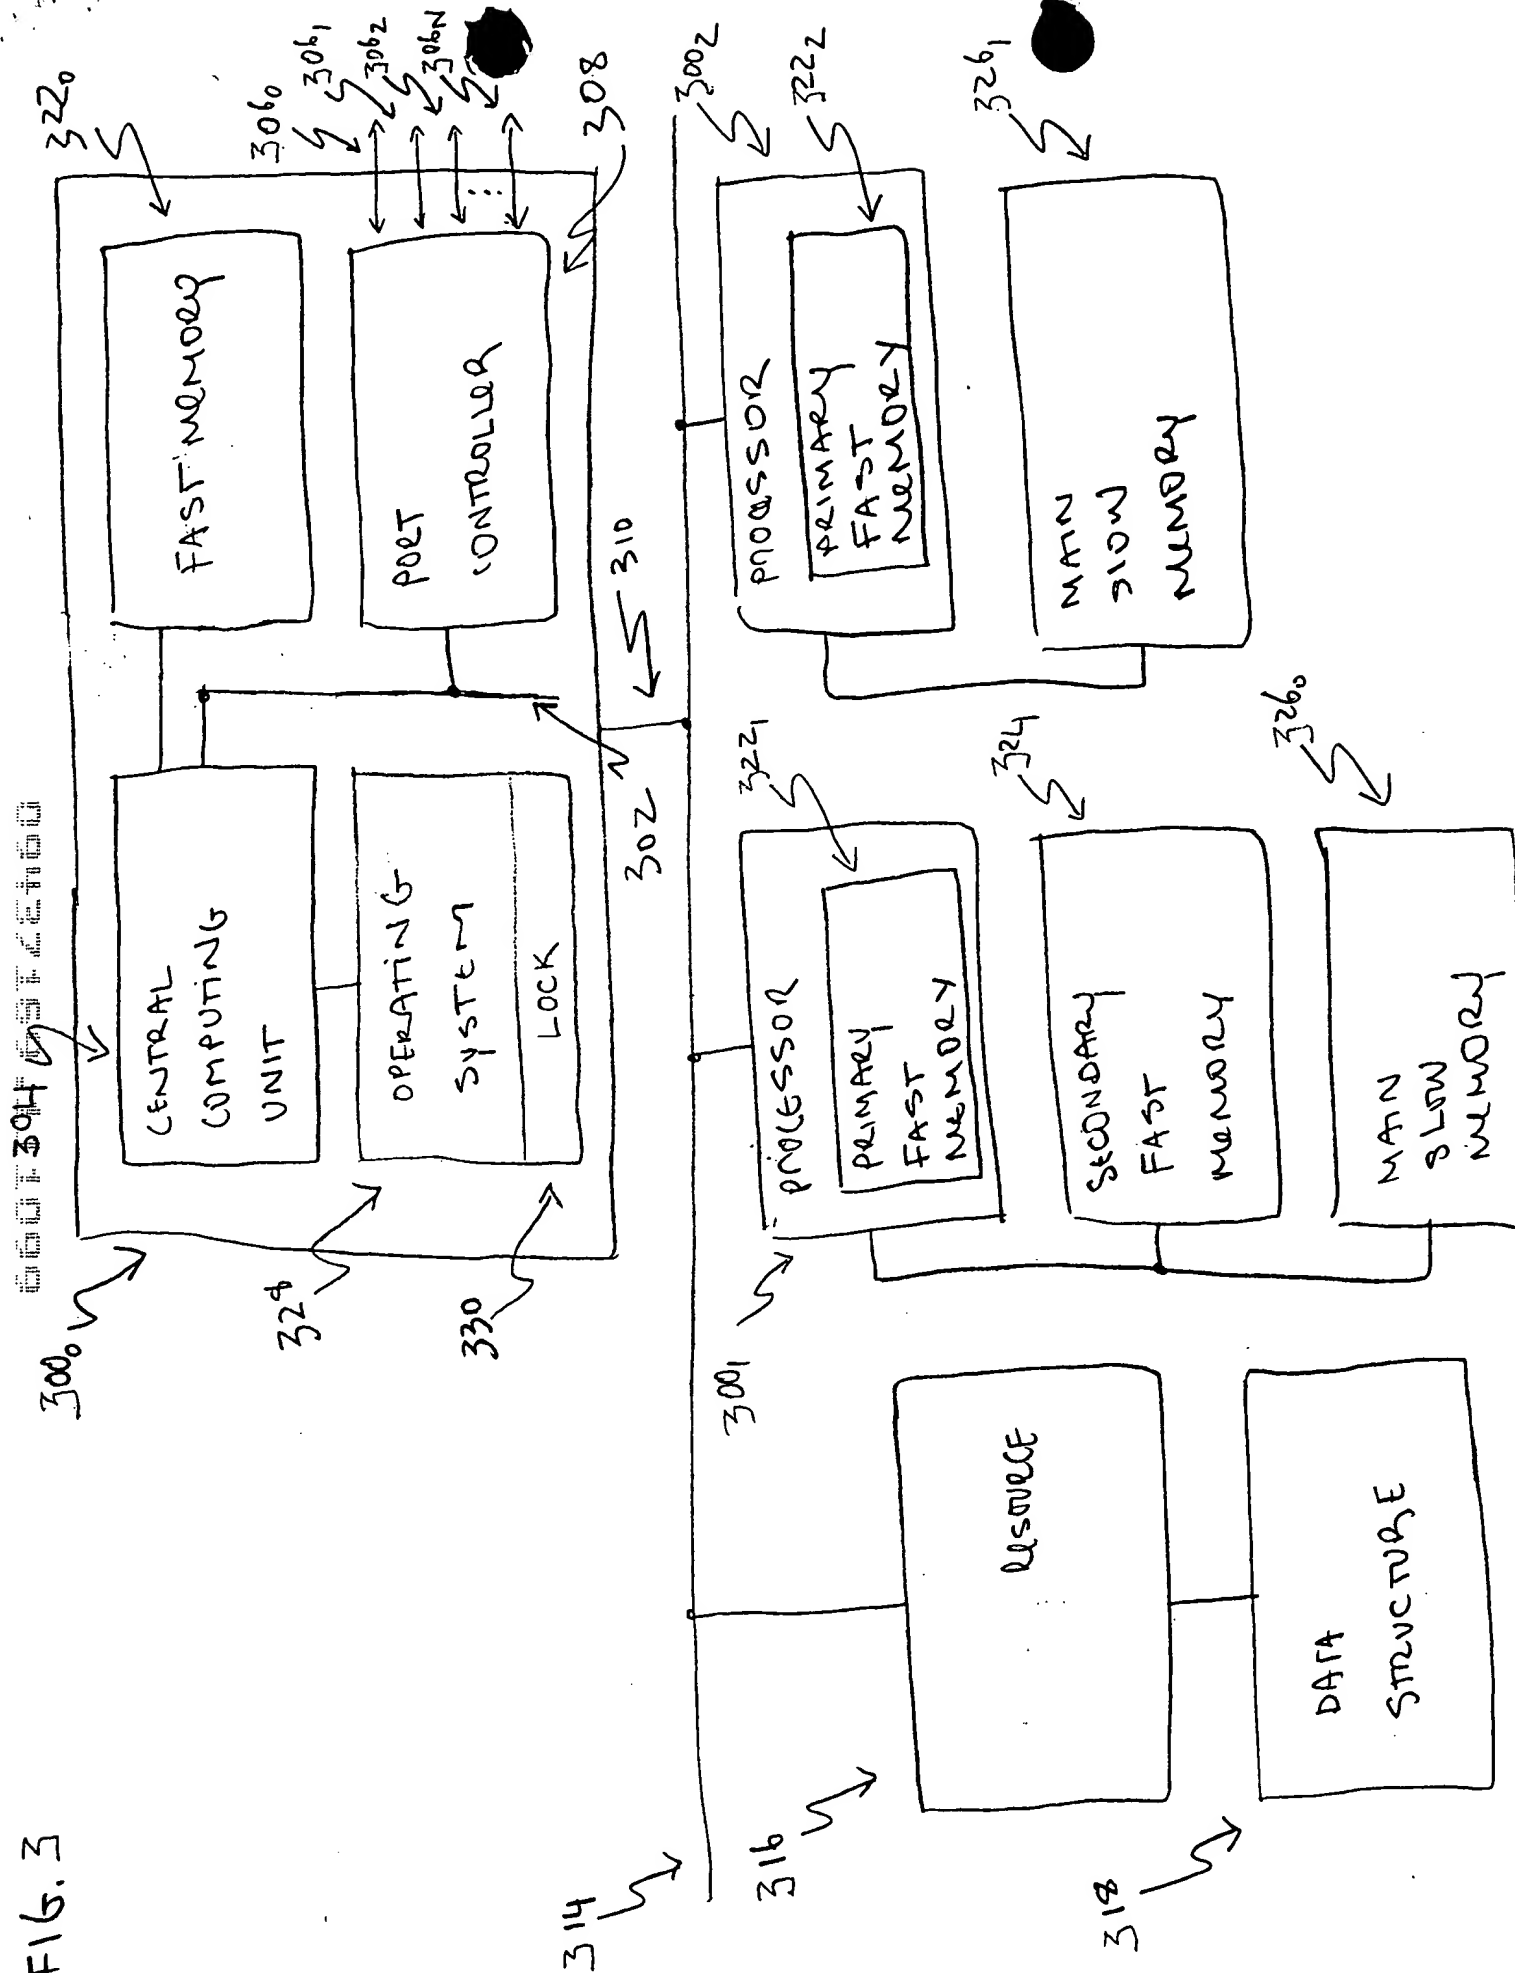 FIG. 3
300₀
304
322₀
CENTRAL
COMPUTING
UNIT
FAST MEMORY
306₀
306₁
306₂
306N
328
OPERATING
SYSTEM
LOCK
330
PORT
CONTROLLER
...
308
302
310
314
300₁
322₁
300₂
322₂
316
RESOURCE
PROCESSOR
PRIMARY
FAST
MEMORY
PROCESSOR
PRIMARY
FAST
MEMORY
324
326₁
SECONDARY
FAST
MEMORY
MAIN
SLOW
MEMORY
318
DATA
STRUCTURE
326₀
MAIN
SLOW
MEMORY